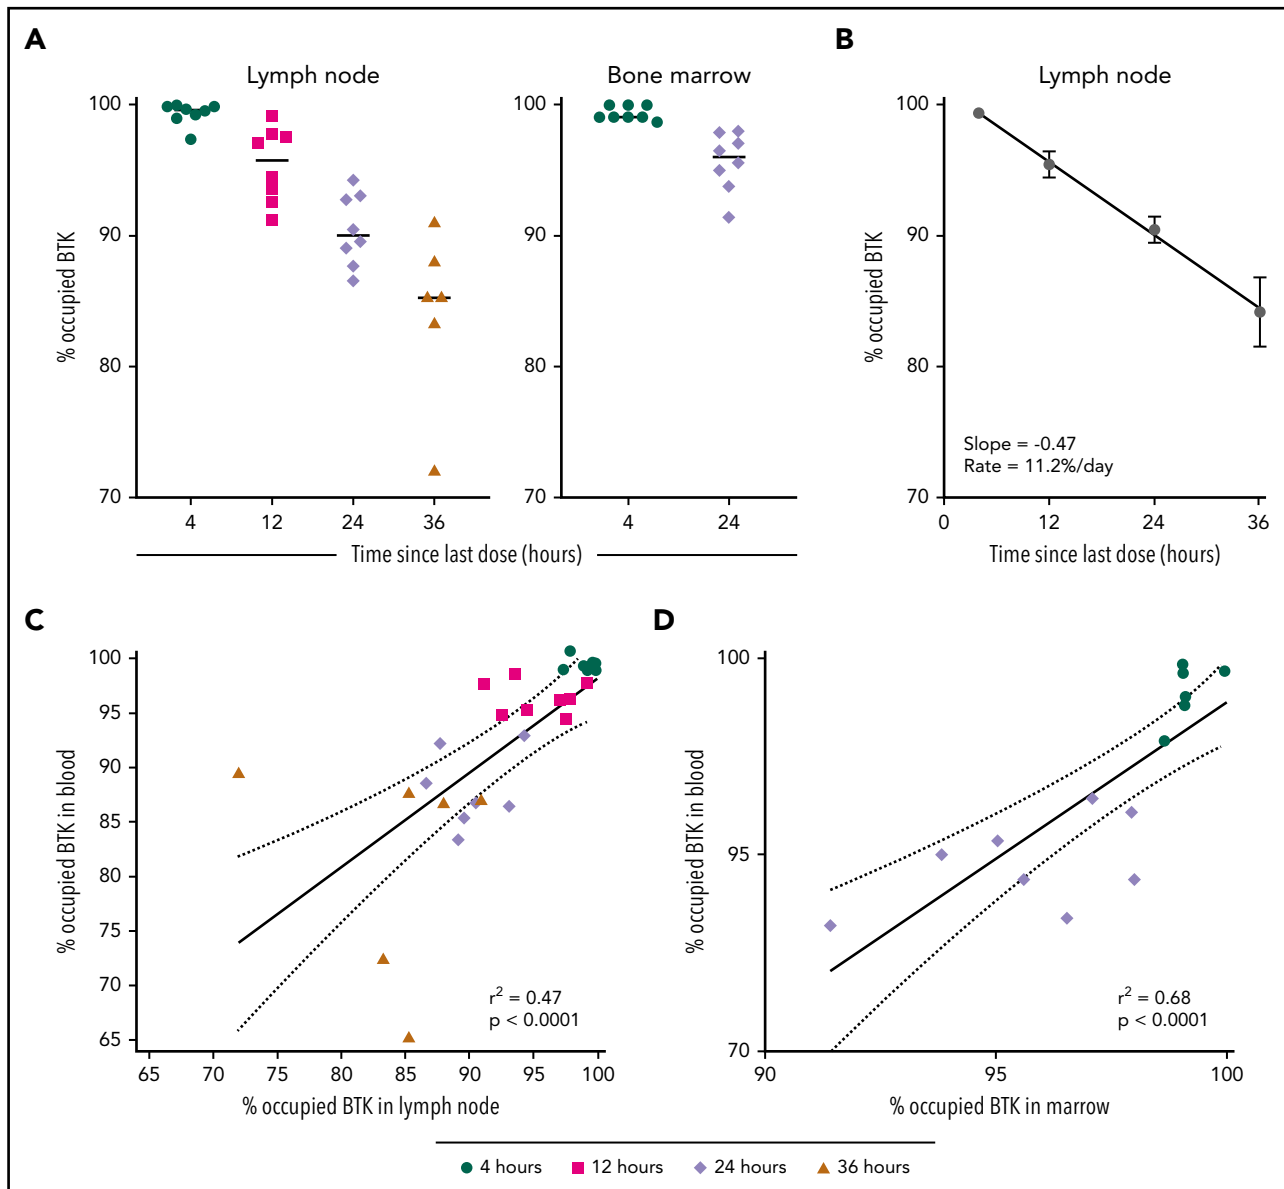 A
Lymph node
Bone marrow
% occupied BTK
100
90
80
70
4
12
24
36
100
90
80
70
4
24
Time since last dose (hours)
B
Lymph node
% occupied BTK
100
90
80
70
0
12
24
36
Slope = -0.47
Rate = 11.2%/day
Time since last dose (hours)
C
% occupied BTK in blood
100
95
90
85
80
75
70
65
65
70
75
80
85
90
95
100
r² = 0.47
p < 0.0001
% occupied BTK in lymph node
D
% occupied BTK in blood
100
95
70
90
95
100
r² = 0.68
p < 0.0001
% occupied BTK in marrow
4 hours
12 hours
24 hours
36 hours